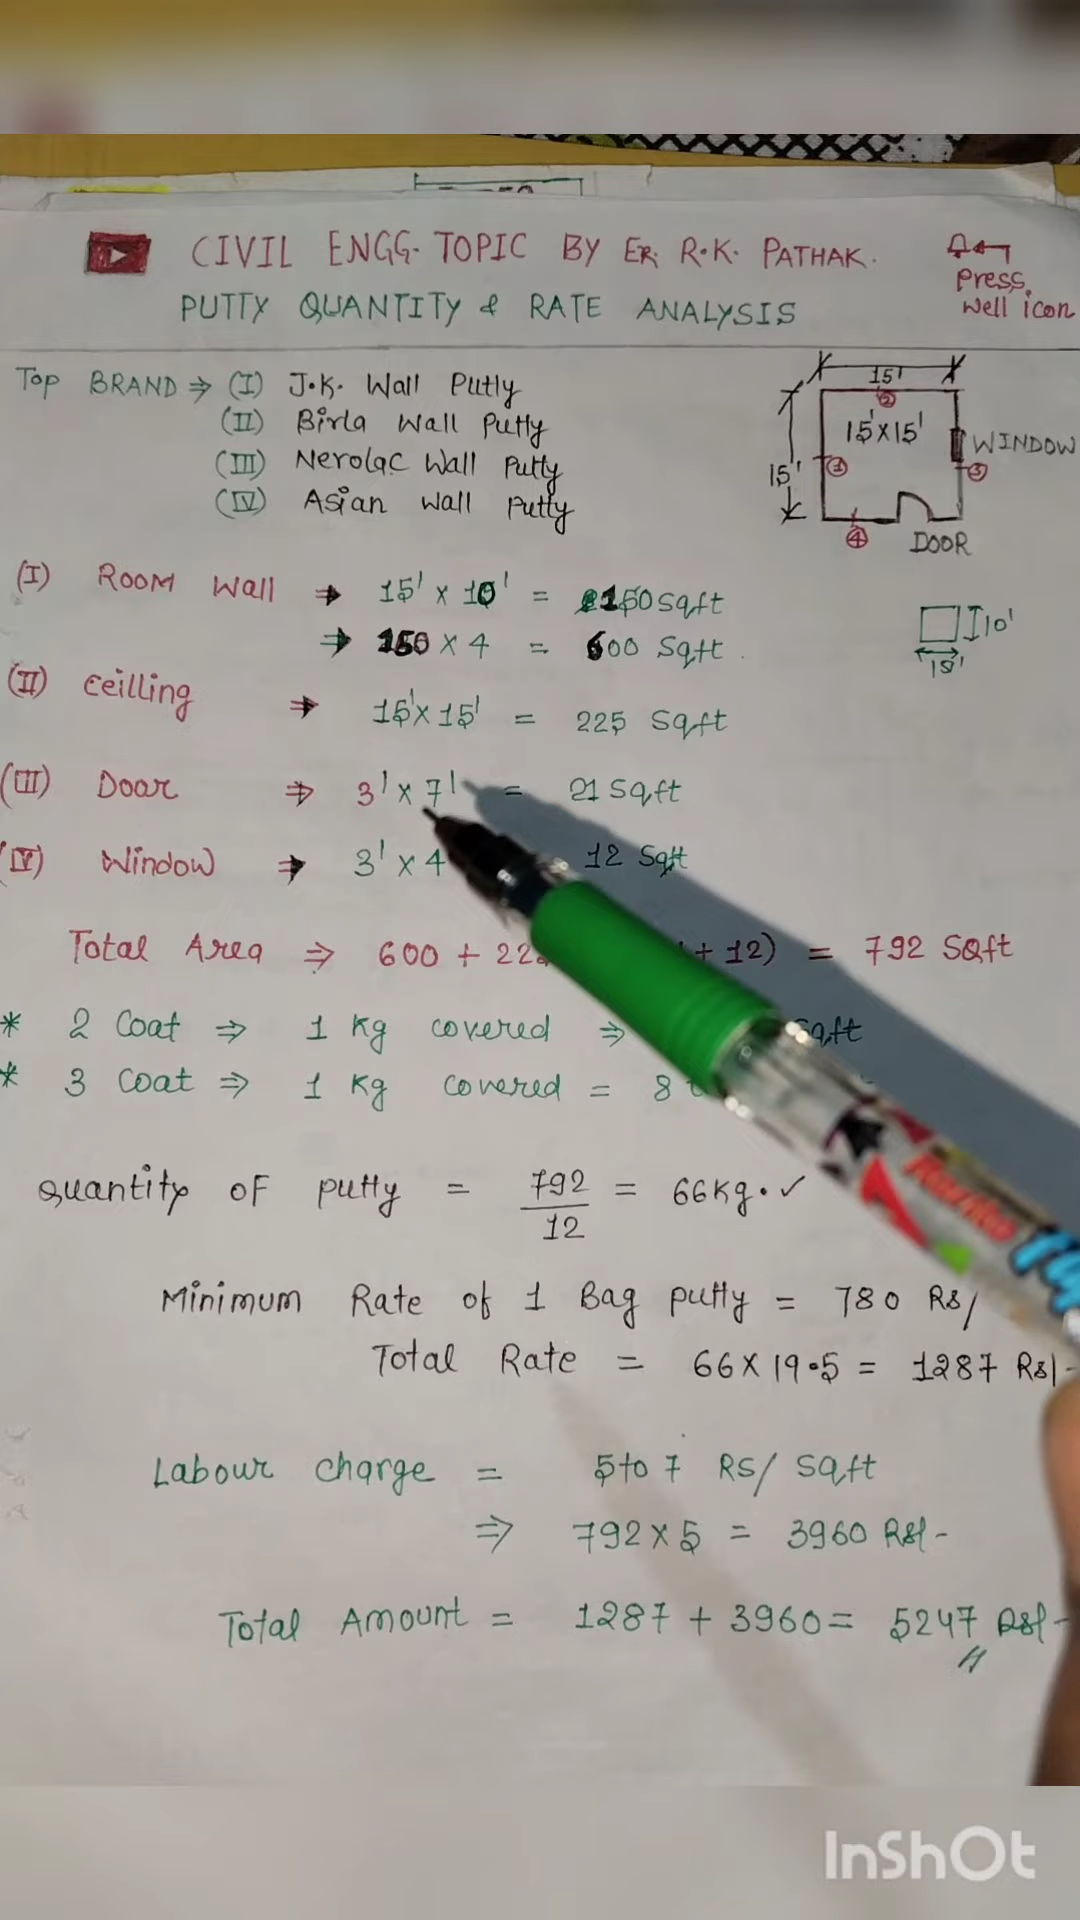 CIVIL ENGG. TOPIC BY ER. R.K. PATHAK.
Press
Well icon
PUTTY QUANTITY & RATE ANALYSIS
TOP BRAND ⇒ (I) J.K. Wall Putty
(II) Birla Wall Putty
(III) Nerolac Wall Putty
(IV) Asian Wall Putty
15'
②
15'X15'
15'
①
WINDOW
③
④
DOOR
(I) ROOM Wall → 15' x 10' = 150 Sqft
→ 150 x 4 = 600 Sqft.
10'
15'
(II) Ceilling → 15'x 15' = 225 Sqft
(III) Door ⇒ 3' x 7' = 21 Sqft
(IV) Window → 3' x 4 12 Sqft
Total Area ⇒ 600 + 22 + 12) = 792 SQft
* 2 Coat ⇒ 1 Kg covered ⇒ Sqft
* 3 Coat ⇒ 1 Kg covered = 8
Quantity OF Putty = 792/12 = 66Kg. ✓
Minimum Rate of 1 Bag putty = 780 Rs/
Total Rate = 66 X 19.5 = 1287 Rs/-
Labour charge = 5 to 7 RS/ Sqft
⇒ 792 x 5 = 3960 Rs/-
Total Amount = 1287 + 3960 = 5247 Rs/-
InShOt